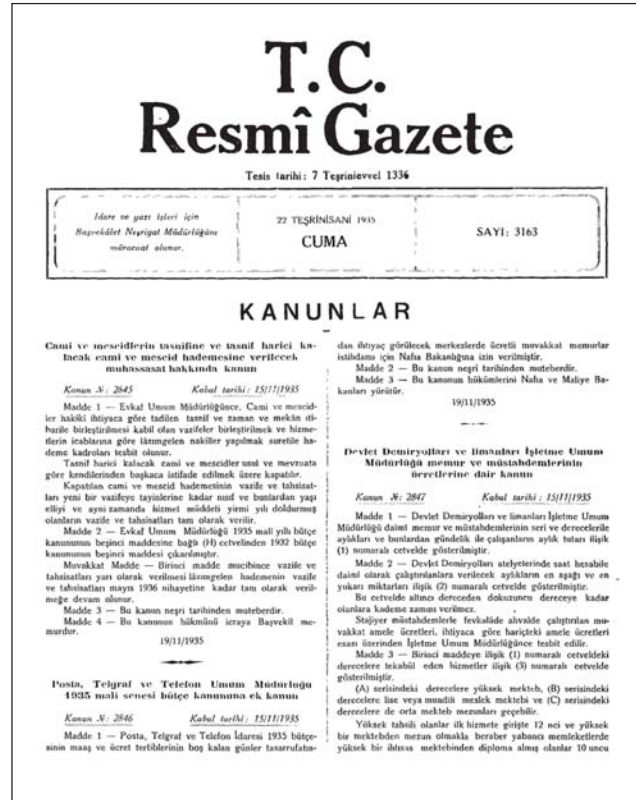 T.C.
Resmî Gazete
Tesis tarihi: 7 Teşrinievvel 1336
İdare ve yazı işleri için
Başvekâlet Neşriyat Müdürlüğüne
müracaat olunur.
22 TEŞRİNİSANİ 1935
CUMA
SAYI: 3163
KANUNLAR
Cami ve mescidlerin tasnifine ve tasnif harici ka-
lacak cami ve mescid hademesine verilecek
muhassasat hakkında kanun
Kanun №: 2845 Kabul tarihi: 15/11/1935
Madde 1 — Evkaf Umum Müdürlüğünce, Cami ve mescid-
ler hakiki ihtiyaca göre tadilen tasnif ve zaman ve mekân iti-
barile birleştirilmesi kabil olan vazifeler birleştirilmek ve hizme-
tlerin icablarına göre lâzımgelen nakiller yapılmak suretile ha-
deme kadroları tesbit olunur.
Tasnif harici kalacak cami ve mescidler usul ve mevzuata
göre kendilerinden başkaca istifade edilmek üzere kapatılır.
Kapatılan cami ve mescid hademesinin vazife ve tahsisat-
ları yeni bir vazifeye tayinlerine kadar nısıf ve bunlardan yaşı
elliyi ve ayni zamanda hizmet müddeti yirmi yılı doldurmuş
olanların vazife ve tahsisatları tam olarak verilir.
Madde 2 — Evkaf Umum Müdürlüğü 1935 malî yılı bütçe
kanununun beşinci maddesine bağlı (H) cetvelinden 1932 bütçe
kanununun beşinci maddesi çıkarılmıştır.
Muvakkat Madde — Birinci madde mucibince vazife ve
tahsisatları yarı olarak verilmesi lâzımgelen hademenin vazife
ve tahsisatları mayıs 1936 nihayetine kadar tam olarak veril-
meğe devam olunur.
Madde 3 — Bu kanun neşri tarihinden muteberdir.
Madde 4 — Bu kanunun hükmünü icraya Başvekil me-
murdur.
19/11/1935
Posta, Telgraf ve Telefon Umum Müdürlüğü
1935 mali senesi bütçe kanununa ek kanun
Kanun №: 2846 Kabul tarihi: 15/11/1935
Madde 1 — Posta, Telgraf ve Telefon İdaresi 1935 bütçe-
sinin maaş ve ücret tertiblerinin boş kalan günler tasarrufatın-
dan ihtiyaç görülecek merkezlerde ücretli muvakkat memurlar
istihdamı için Nafıa Bakanlığına izin verilmiştir.
Madde 2 — Bu kanun neşri tarihinden muteberdir.
Madde 3 — Bu kanunun hükümlerini Nafıa ve Maliye Ba-
kanları yürütür.
19/11/1935
Devlet Demiryolları ve limanları İşletme Umum
Müdürlüğü memur ve müstahdemlerinin
ücretlerine dair kanun
Kanun №: 2847 Kabul tarihi: 15/11/1935
Madde 1 — Devlet Demiryolları ve limanları İşletme Umum
Müdürlüğü daimî memur ve müstahdemlerinin seri ve derecelerile
aylıkları ve bunlardan gündelik ile çalışanların aylık tutarı ilişik
(1) numaralı cetvelde gösterilmiştir.
Madde 2 — Devlet Demiryolları atelyelerinde saat hesabile
daimî olarak çalıştırılanlara verilecek aylıkların en aşağı ve en
yukarı miktarları ilişik (2) numaralı cetvelde gösterilmiştir.
Bu cetvelde altıncı dereceden dokuzuncu dereceye kadar
olanlara kademe zammı verilmez.
Stajiyer müstahdemlerle fevkalâde ahvalde çalıştırılan mu-
vakkat amele ücretleri, ihtiyaca göre hariçteki amele ücretleri
esası üzerinden İşletme Umum Müdürlüğünce tesbit edilir.
Madde 3 — Birinci maddeye ilişik (1) numaralı cetveldeki
derecelere tekabül eden hizmetler ilişik (3) numaralı cetvelde
gösterilmiştir.
(A) serisindeki derecelere yüksek mekteb, (B) serisindeki
derecelere lise veya muadili meslek mektebi ve (C) serisindeki
derecelere de orta mekteb mezunları geçebilir.
Yüksek tahsili olanlar ilk hizmete girişte 12 nci ve yüksek
bir mektebden mezun olmakla beraber yabancı memleketlerde
yüksek bir ihtısas mektebinden diploma almış olanlar 10 uncu